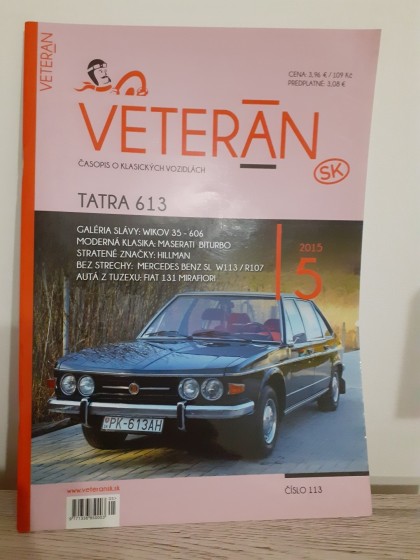 VETERÁN
CENA: 3,96 € / 109 Kč
PREDPLATNÉ: 3,08 €
VETERÁN
SK
ČASOPIS O KLASICKÝCH VOZIDLÁCH
TATRA 613
GALÉRIA SLÁVY: WIKOV 35 - 606
MODERNÁ KLASIKA: MASERATI BITURBO
STRATENÉ ZNAČKY: HILLMAN
BEZ STRECHY: MERCEDES BENZ SL W113 / R107
AUTÁ Z TUZEXU: FIAT 131 MIRAFIORI
2015
5
PK-613AH
www.veteransk.sk
ČÍSLO 113